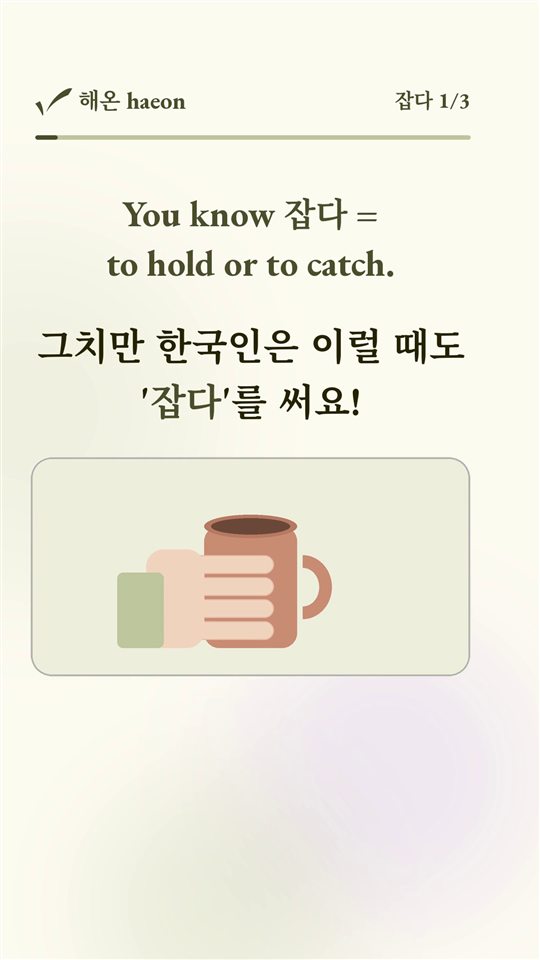 해온 haeon
잡다 1/3
You know 잡다 =
to hold or to catch.
그치만 한국인은 이럴 때도
'잡다'를 써요!